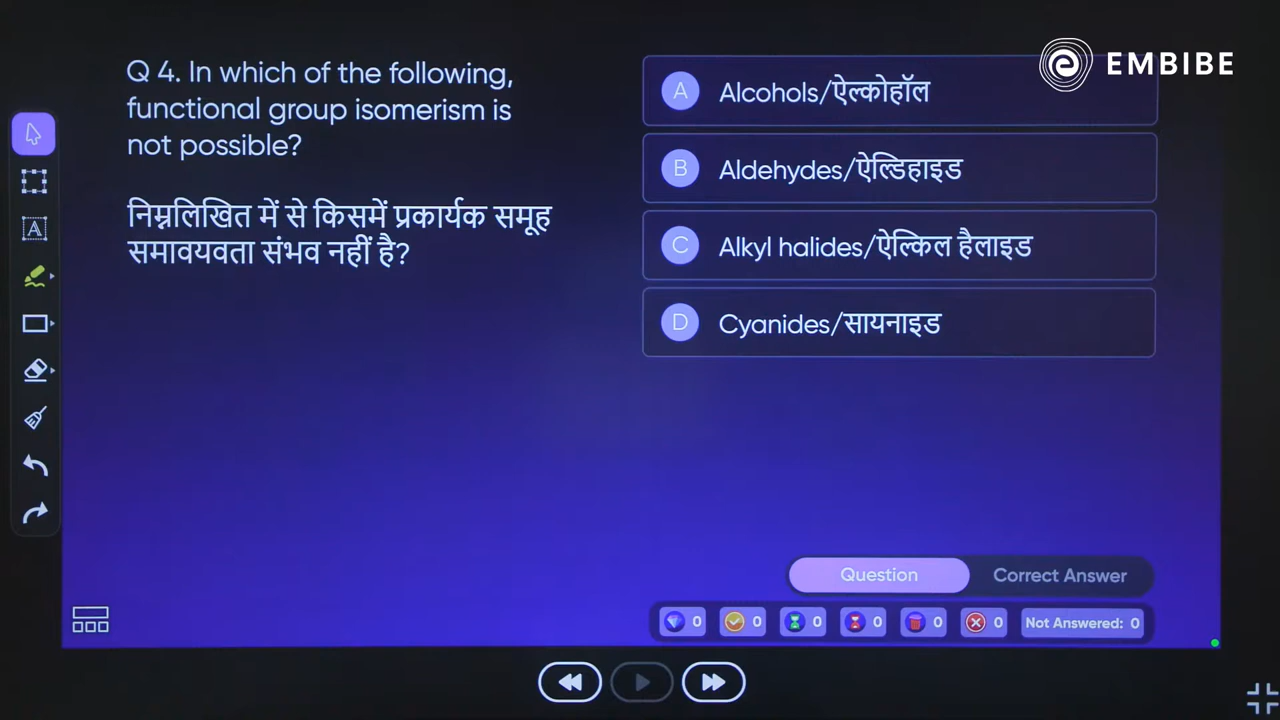 EMBIBE
Q 4. In which of the following,
functional group isomerism is
not possible?
निम्नलिखित में से किसमें प्रकार्यक समूह
समावयवता संभव नहीं है?
A Alcohols/ऐल्कोहॉल
B Aldehydes/ऐल्डिहाइड
C Alkyl halides/ऐल्किल हैलाइड
D Cyanides/सायनाइड
A
Question Correct Answer
0 0 0 0 0 0 Not Answered: 0